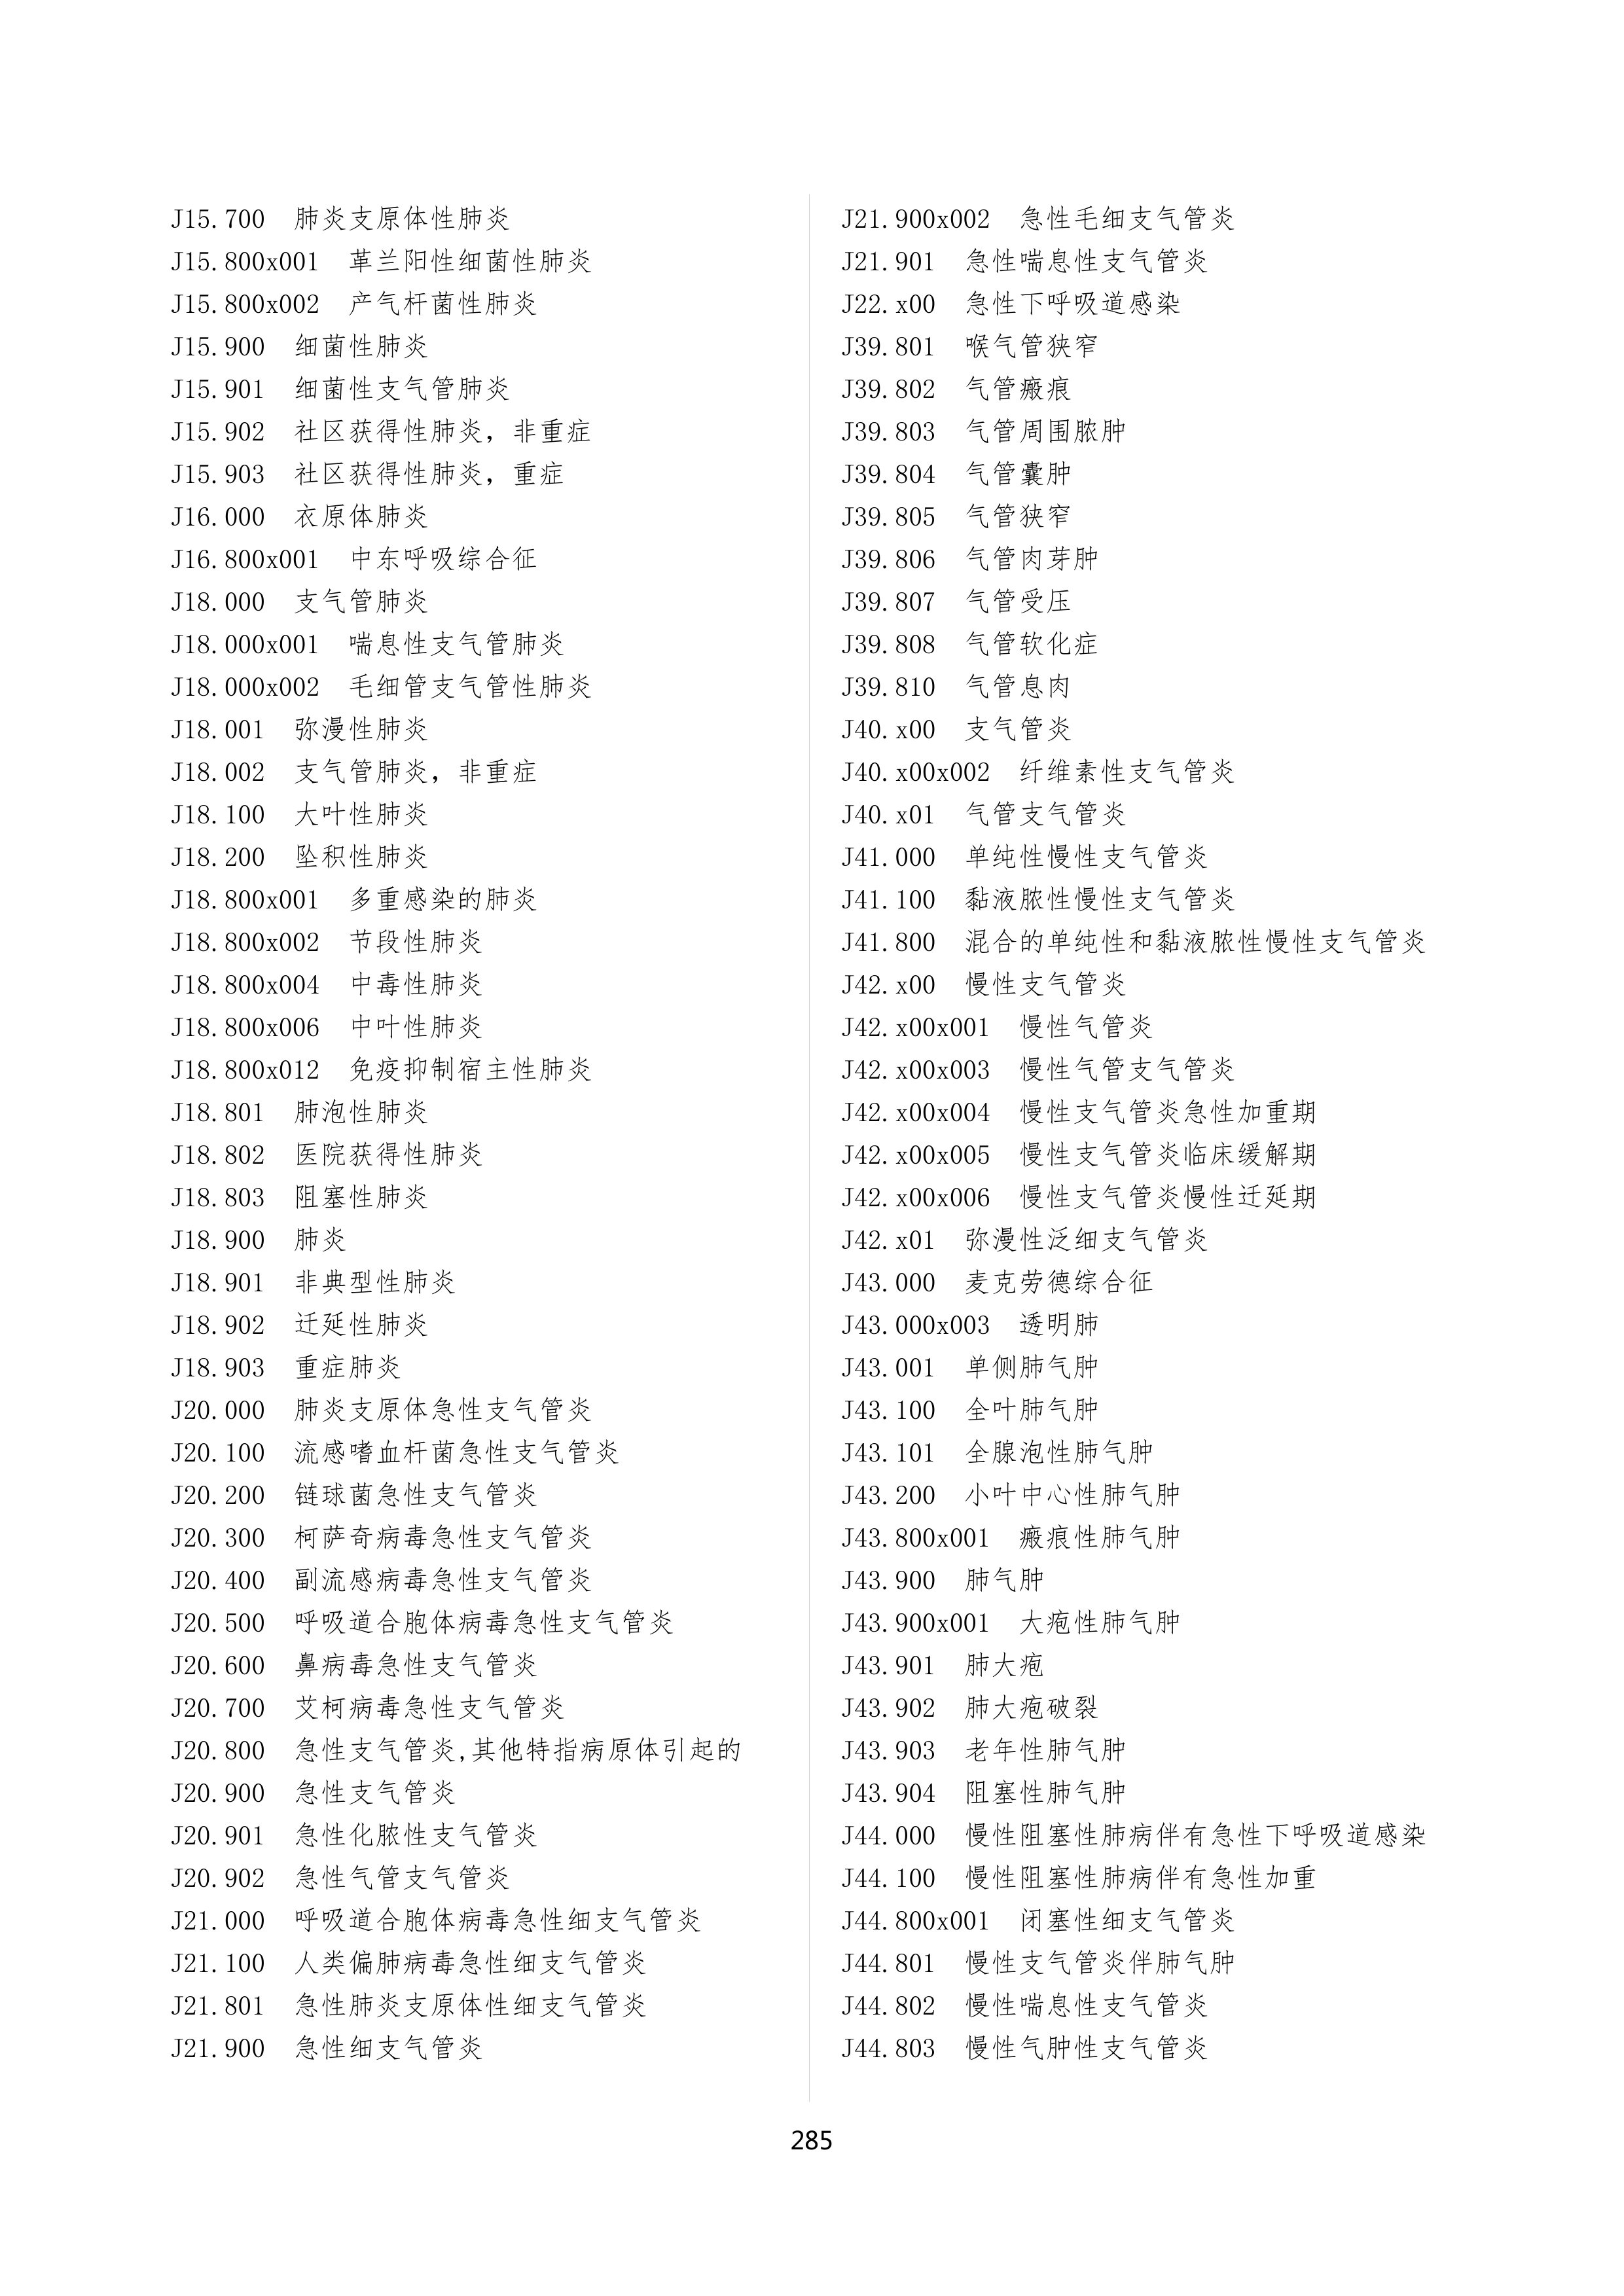 J15.700 肺炎支原体性肺炎
J15.800x001 革兰阳性细菌性肺炎
J15.800x002 产气杆菌性肺炎
J15.900 细菌性肺炎
J15.901 细菌性支气管肺炎
J15.902 社区获得性肺炎，非重症
J15.903 社区获得性肺炎，重症
J16.000 衣原体肺炎
J16.800x001 中东呼吸综合征
J18.000 支气管肺炎
J18.000x001 喘息性支气管肺炎
J18.000x002 毛细管支气管性肺炎
J18.001 弥漫性肺炎
J18.002 支气管肺炎，非重症
J18.100 大叶性肺炎
J18.200 坠积性肺炎
J18.800x001 多重感染的肺炎
J18.800x002 节段性肺炎
J18.800x004 中毒性肺炎
J18.800x006 中叶性肺炎
J18.800x012 免疫抑制宿主性肺炎
J18.801 肺泡性肺炎
J18.802 医院获得性肺炎
J18.803 阻塞性肺炎
J18.900 肺炎
J18.901 非典型性肺炎
J18.902 迁延性肺炎
J18.903 重症肺炎
J20.000 肺炎支原体急性支气管炎
J20.100 流感嗜血杆菌急性支气管炎
J20.200 链球菌急性支气管炎
J20.300 柯萨奇病毒急性支气管炎
J20.400 副流感病毒急性支气管炎
J20.500 呼吸道合胞体病毒急性支气管炎
J20.600 鼻病毒急性支气管炎
J20.700 艾柯病毒急性支气管炎
J20.800 急性支气管炎,其他特指病原体引起的
J20.900 急性支气管炎
J20.901 急性化脓性支气管炎
J20.902 急性气管支气管炎
J21.000 呼吸道合胞体病毒急性细支气管炎
J21.100 人类偏肺病毒急性细支气管炎
J21.801 急性肺炎支原体性细支气管炎
J21.900 急性细支气管炎
J21.900x002 急性毛细支气管炎
J21.901 急性喘息性支气管炎
J22.x00 急性下呼吸道感染
J39.801 喉气管狭窄
J39.802 气管瘢痕
J39.803 气管周围脓肿
J39.804 气管囊肿
J39.805 气管狭窄
J39.806 气管肉芽肿
J39.807 气管受压
J39.808 气管软化症
J39.810 气管息肉
J40.x00 支气管炎
J40.x00x002 纤维素性支气管炎
J40.x01 气管支气管炎
J41.000 单纯性慢性支气管炎
J41.100 黏液脓性慢性支气管炎
J41.800 混合的单纯性和黏液脓性慢性支气管炎
J42.x00 慢性支气管炎
J42.x00x001 慢性气管炎
J42.x00x003 慢性气管支气管炎
J42.x00x004 慢性支气管炎急性加重期
J42.x00x005 慢性支气管炎临床缓解期
J42.x00x006 慢性支气管炎慢性迁延期
J42.x01 弥漫性泛细支气管炎
J43.000 麦克劳德综合征
J43.000x003 透明肺
J43.001 单侧肺气肿
J43.100 全叶肺气肿
J43.101 全腺泡性肺气肿
J43.200 小叶中心性肺气肿
J43.800x001 瘢痕性肺气肿
J43.900 肺气肿
J43.900x001 大疱性肺气肿
J43.901 肺大疱
J43.902 肺大疱破裂
J43.903 老年性肺气肿
J43.904 阻塞性肺气肿
J44.000 慢性阻塞性肺病伴有急性下呼吸道感染
J44.100 慢性阻塞性肺病伴有急性加重
J44.800x001 闭塞性细支气管炎
J44.801 慢性支气管炎伴肺气肿
J44.802 慢性喘息性支气管炎
J44.803 慢性气肿性支气管炎
285